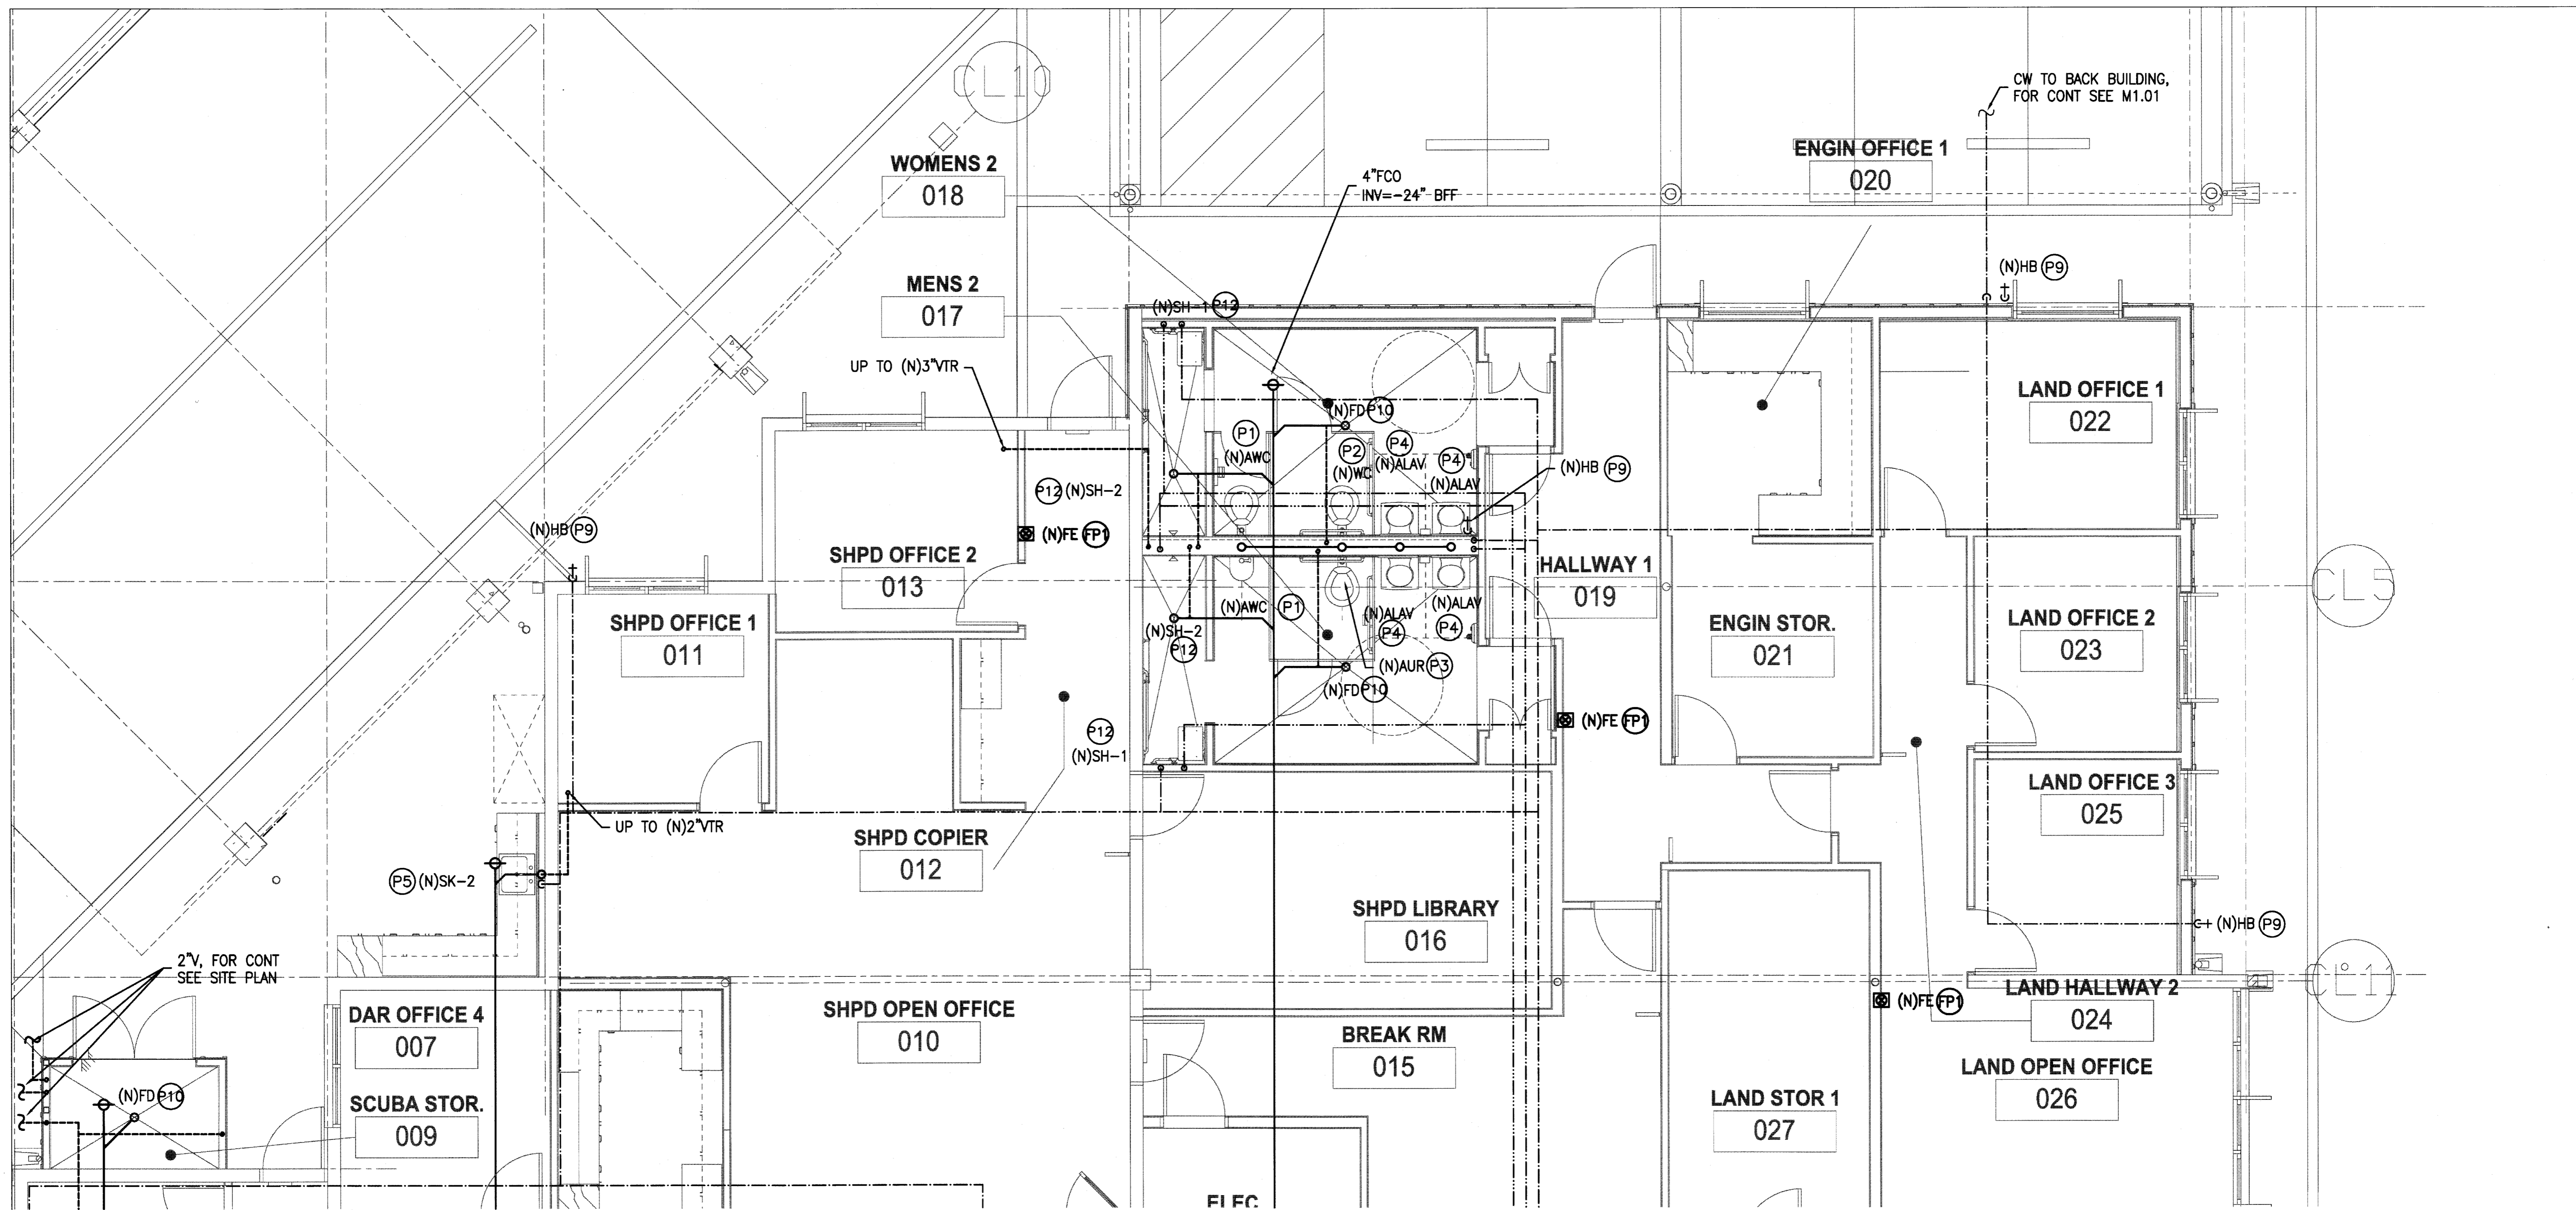 CL10
CW TO BACK BUILDING,
FOR CONT SEE M1.01
WOMENS 2
018
4"FCO
INV=-24" BFF
ENGIN OFFICE 1
020
MENS 2
017
(N)SH-1 P12
(N)HB P9
UP TO (N)3"VTR
LAND OFFICE 1
022
(N)FD P10
P1
(N)AWC
P2
(N)WC
P4
(N)ALAV
P4
(N)ALAV
(N)HB P9
P12 (N)SH-2
(N)HB P9
(N)FE FP1
SHPD OFFICE 2
013
HALLWAY 1
019
CL5
SHPD OFFICE 1
011
(N)AWC P1
(N)ALAV
P4
(N)ALAV
P4
(N)SH-2
P12
ENGIN STOR.
021
LAND OFFICE 2
023
(N)AUR P3
(N)FD P10
(N)FE FP1
P12
(N)SH-1
LAND OFFICE 3
025
UP TO (N)2"VTR
SHPD COPIER
012
P5 (N)SK-2
SHPD LIBRARY
016
(N)HB P9
2"V, FOR CONT
SEE SITE PLAN
CL11
DAR OFFICE 4
007
SHPD OPEN OFFICE
010
BREAK RM
015
(N)FE FP1
LAND HALLWAY 2
024
LAND OPEN OFFICE
026
(N)FD P10
SCUBA STOR.
009
LAND STOR 1
027
ELEC